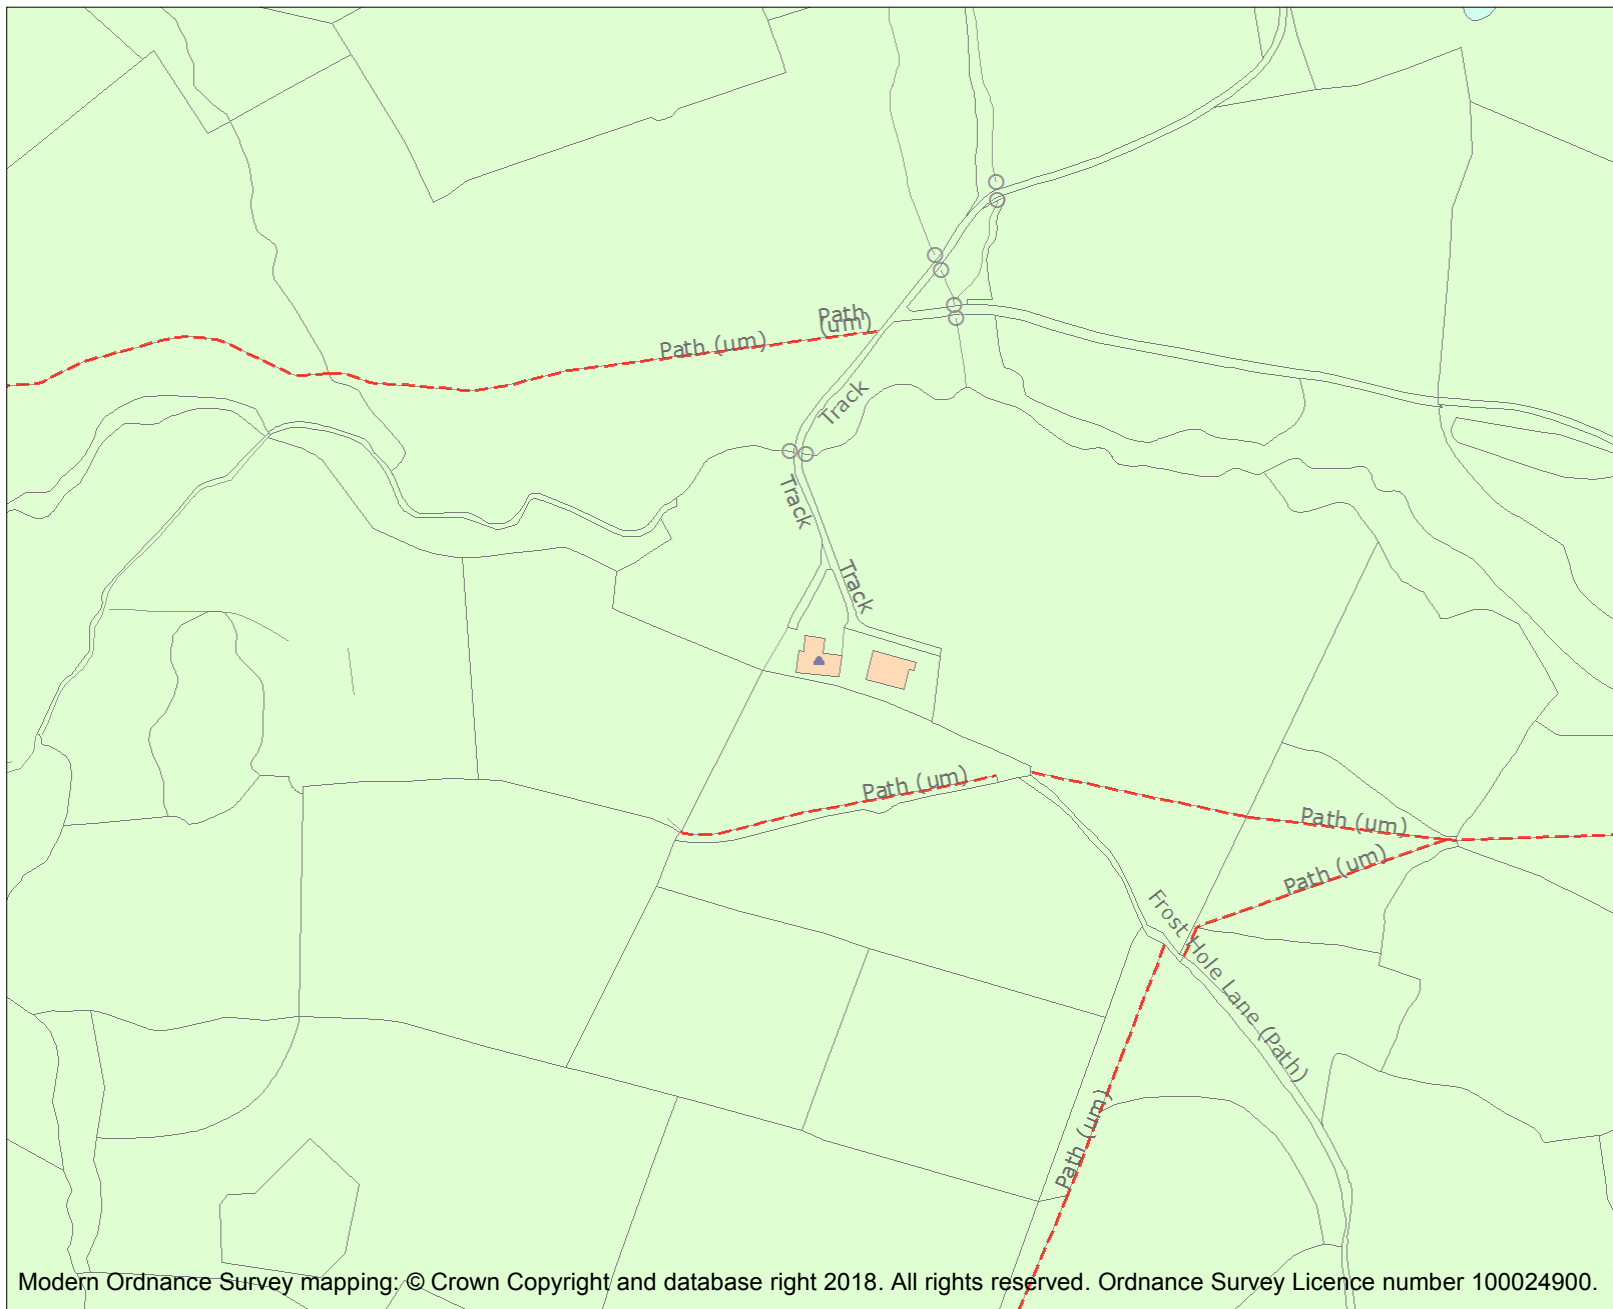 Path
(um)
Path (um)
Track
Track
Track
Path (um)
Path (um)
Path (um)
Frost Hole Lane (Path)
Path (um)
Modern Ordnance Survey mapping: © Crown Copyright and database right 2018. All rights reserved. Ordnance Survey Licence number 100024900.